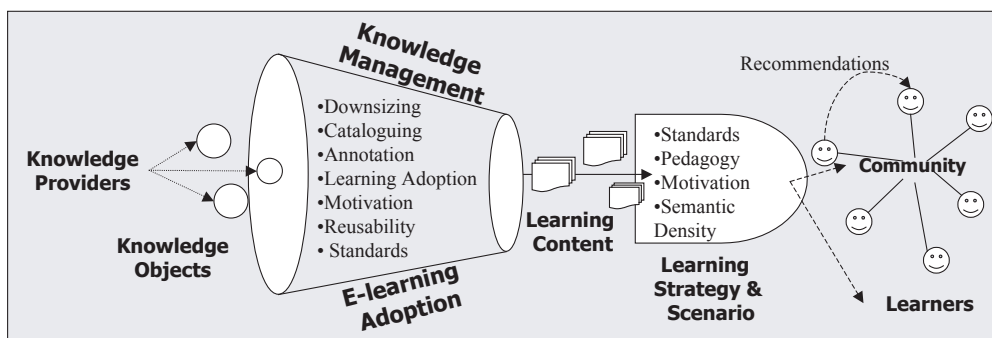 Knowledge
Management
•Downsizing
•Cataloguing
•Annotation
•Learning Adoption
•Motivation
•Reusability
• Standards
Knowledge
Providers
Knowledge
Objects
E-learning
Adoption
Learning
Content
•Standards
•Pedagogy
•Motivation
•Semantic
Density
Learning
Strategy &
Scenario
Recommendations
Community
Learners